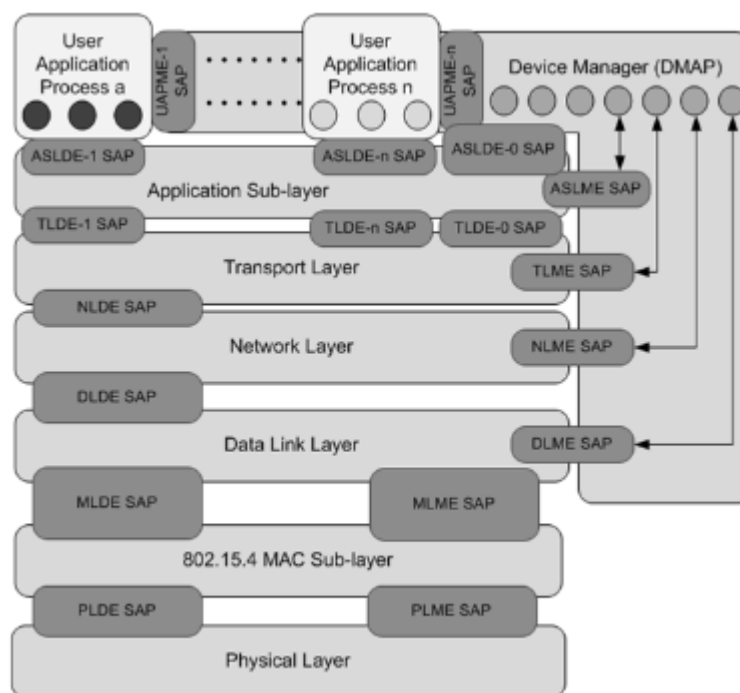 User
Application
Process a
UAPME-1
SAP
User
Application
Process n
UAPME-n
SAP
Device Manager (DMAP)
ASLDE-1 SAP
ASLDE-n SAP
ASLDE-0 SAP
Application Sub-layer
ASLME SAP
TLDE-1 SAP
TLDE-n SAP
TLDE-0 SAP
Transport Layer
TLME SAP
NLDE SAP
Network Layer
NLME SAP
DLDE SAP
Data Link Layer
DLME SAP
MLDE SAP
MLME SAP
802.15.4 MAC Sub-layer
PLDE SAP
PLME SAP
Physical Layer